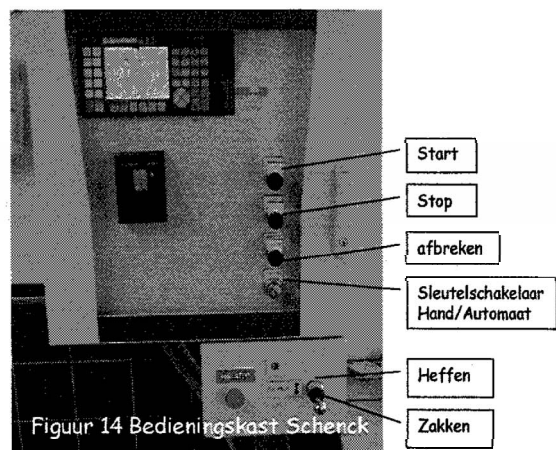 Start
Stop
afbreken
Sleutelschakelaar
Hand/Automaat
Heffen
Zakken
Figuur 14 Bedieningskast Schenck